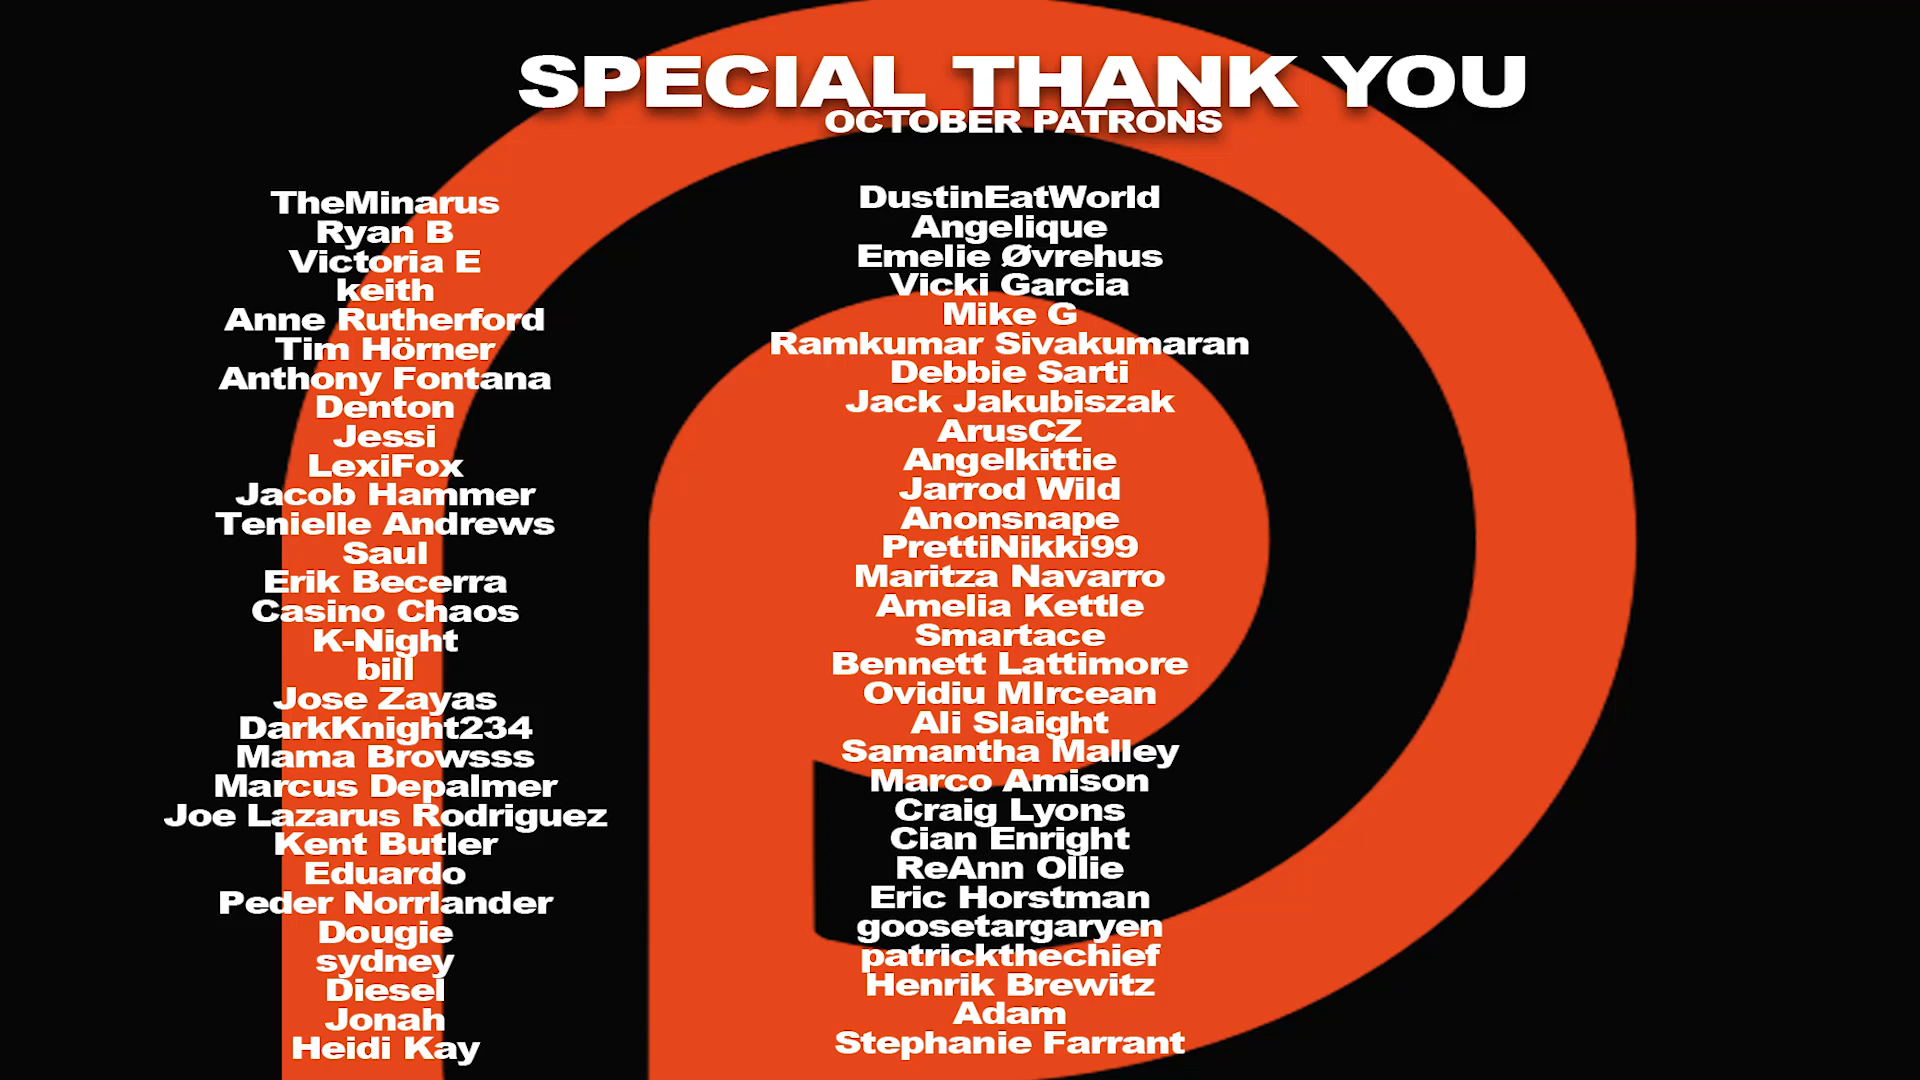 SPECIAL THANK YOU
OCTOBER PATRONS
TheMinarus
Ryan B
Victoria E
keith
Anne Rutherford
Tim Hörner
Anthony Fontana
Denton
Jessi
LexiFox
Jacob Hammer
Tenielle Andrews
Saul
Erik Becerra
Casino Chaos
K-Night
bill
Jose Zayas
DarkKnight234
Mama Browsss
Marcus Depalmer
Joe Lazarus Rodriguez
Kent Butler
Eduardo
Peder Norrlander
Dougie
sydney
Diesel
Jonah
Heidi Kay
DustinEatWorld
Angelique
Emelie Øvrehus
Vicki Garcia
Mike G
Ramkumar Sivakumaran
Debbie Sarti
Jack Jakubiszak
ArusCZ
Angelkittie
Jarrod Wild
Anonsnape
PrettiNikki99
Maritza Navarro
Amelia Kettle
Smartace
Bennett Lattimore
Ovidiu MIrcean
Ali Slaight
Samantha Malley
Marco Amison
Craig Lyons
Cian Enright
ReAnn Ollie
Eric Horstman
goosetargaryen
patrickthechief
Henrik Brewitz
Adam
Stephanie Farrant